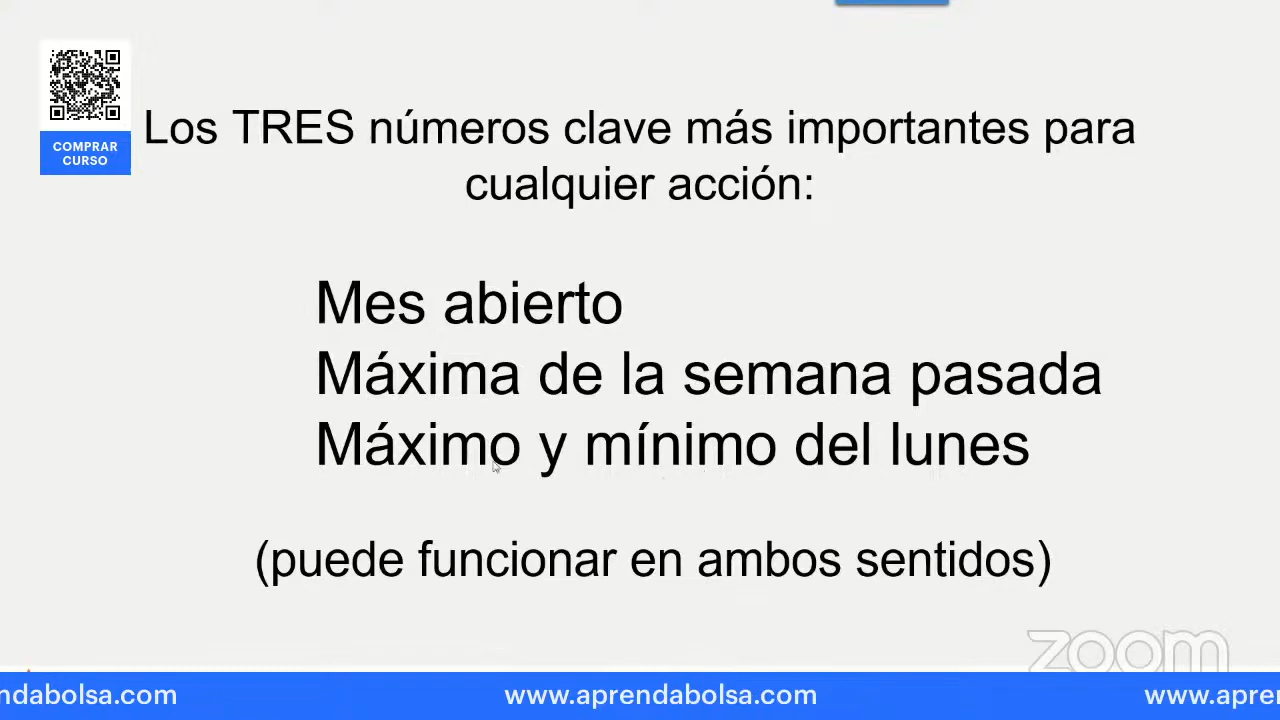 COMPRAR
CURSO
Los TRES números clave más importantes para
cualquier acción:
Mes abierto
Máxima de la semana pasada
Máximo y mínimo del lunes
(puede funcionar en ambos sentidos)
zoom
ndabolsa.com www.aprendabolsa.com www.apren